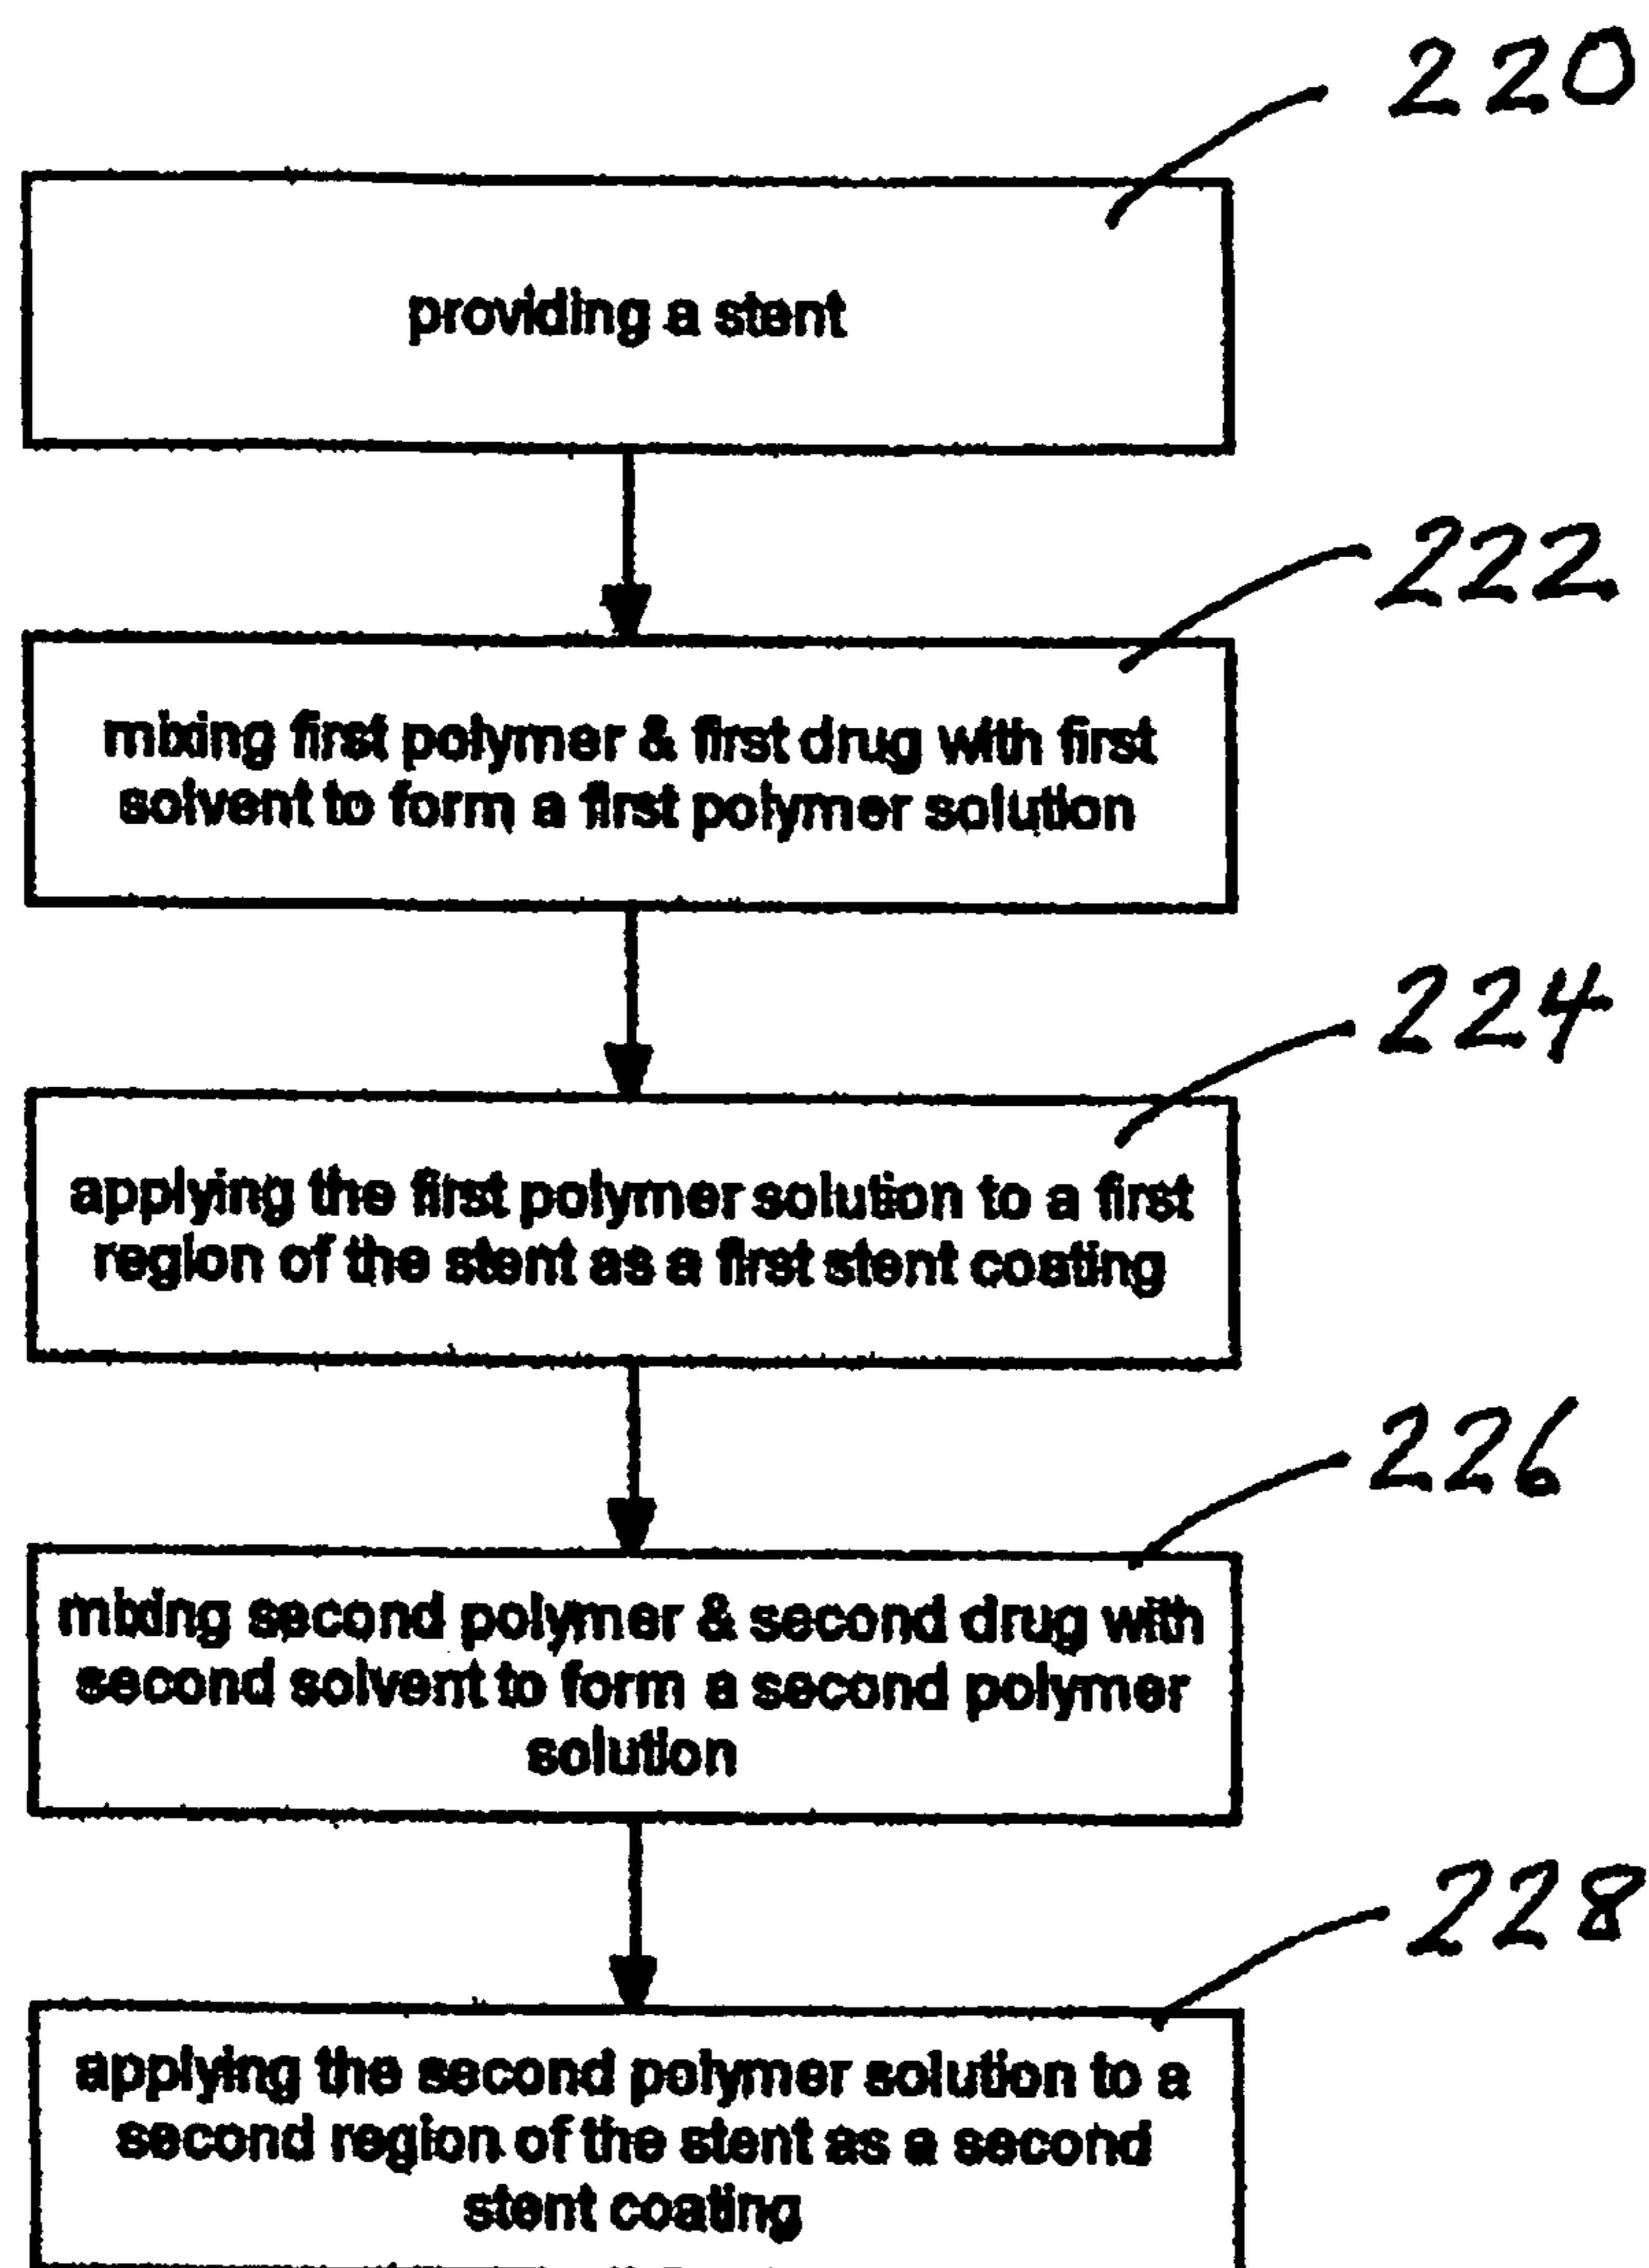 220
providing a stent
222
mixing first polymer & first drug with first
solvent to form a first polymer solution
224
applying the first polymer solution to a first
region of the stent as a first stent coating
226
mixing second polymer & second drug with
second solvent to form a second polymer
solution
228
applying the second polymer solution to a
second region of the stent as a second
stent coating